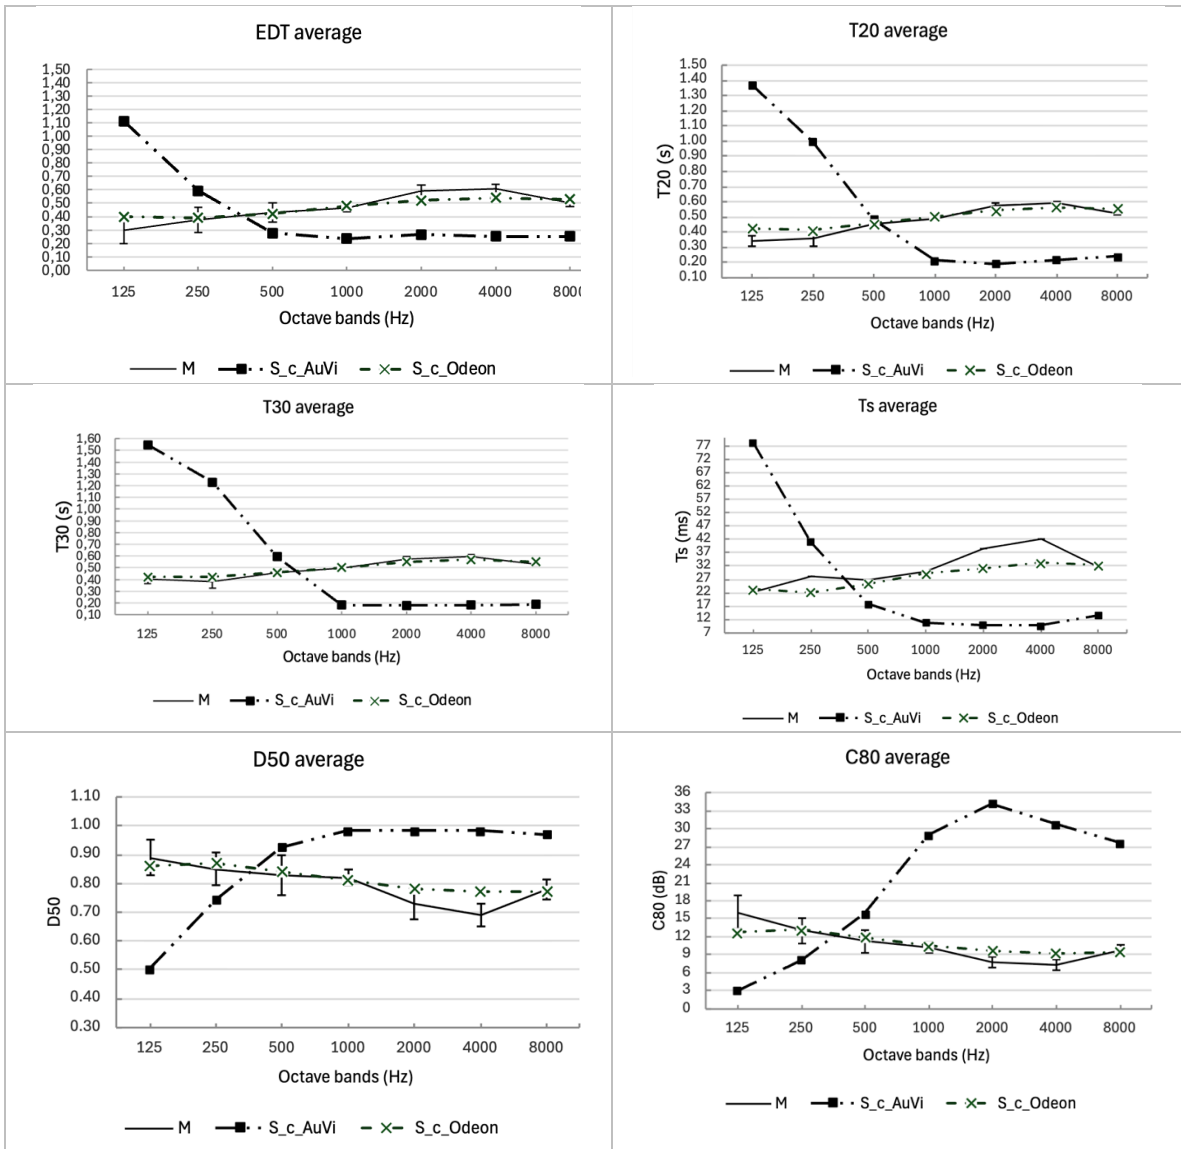 EDT average
1,50
1,40
1,30
1,20
1,10
1,00
0,90
0,80
0,70
0,60
0,50
0,40
0,30
0,20
0,10
0,00
125 250 500 1000 2000 4000 8000
Octave bands (Hz)
M S_c_AuVi S_c_Odeon
T20 average
T20 (s)
1.50
1.40
1.30
1.20
1.10
1.00
0.90
0.80
0.70
0.60
0.50
0.40
0.30
0.20
0.10
125 250 500 1000 2000 4000 8000
Octave bands (Hz)
M S_c_AuVi S_c_Odeon
T30 average
T30 (s)
1,60
1,50
1,40
1,30
1,20
1,10
1,00
0,90
0,80
0,70
0,60
0,50
0,40
0,30
0,20
0,10
125 250 500 1000 2000 4000 8000
Octave bands (Hz)
M S_c_AuVi S_c_Odeon
Ts average
Ts (ms)
77
72
67
62
57
52
47
42
37
32
27
22
17
12
7
125 250 500 1000 2000 4000 8000
Octave bands (Hz)
M S_c_AuVi S_c_Odeon
D50 average
D50
1.10
1.00
0.90
0.80
0.70
0.60
0.50
0.40
0.30
125 250 500 1000 2000 4000 8000
Octave bands (Hz)
M S_c_AuVi S_c_Odeon
C80 average
C80 (dB)
36
33
30
27
24
21
18
15
12
9
6
3
0
125 250 500 1000 2000 4000 8000
Octave bands (Hz)
M S_c_AuVi S_c_Odeon